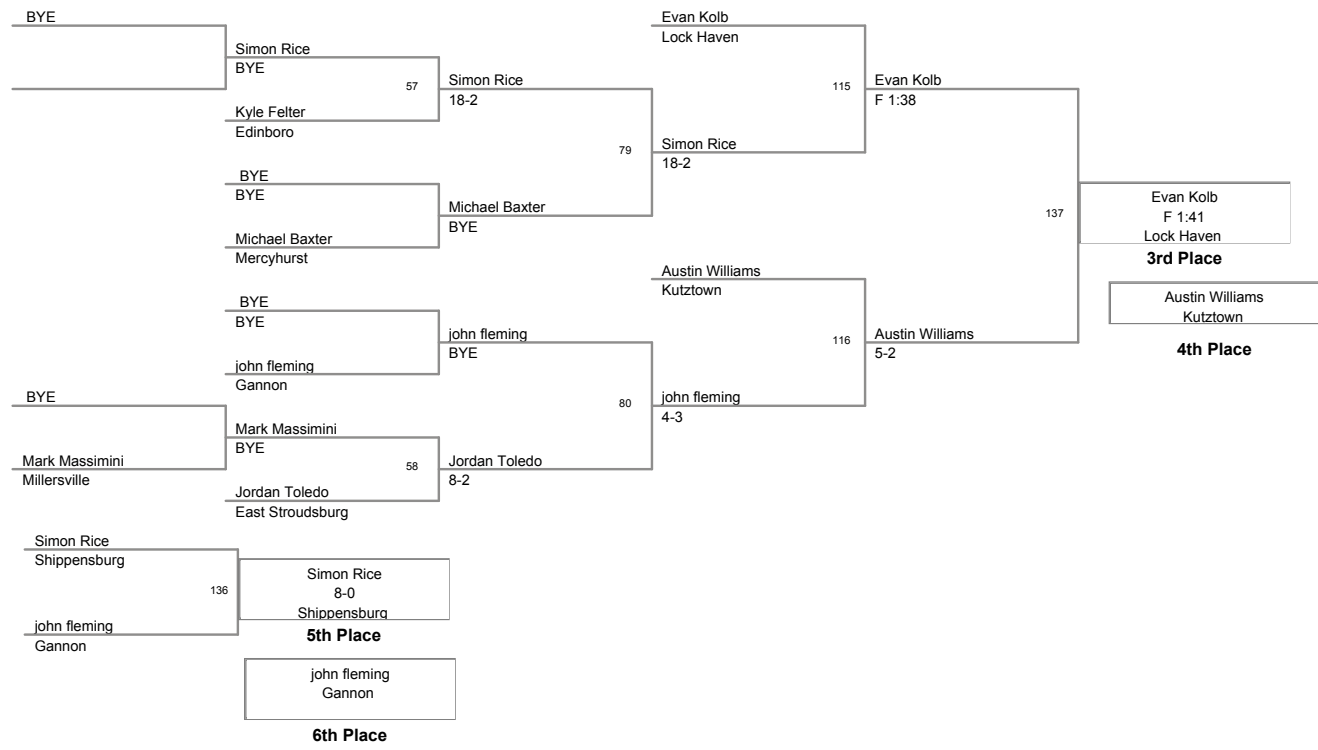 BYE
Simon Rice
BYE
57
Kyle Felter
Edinboro
Simon Rice
18-2
BYE
BYE
Michael Baxter
Mercyhurst
Michael Baxter
BYE
79
Evan Kolb
Lock Haven
Simon Rice
18-2
115
Evan Kolb
F 1:38
BYE
BYE
john fleming
Gannon
john fleming
BYE
BYE
Mark Massimini
Millersville
Mark Massimini
BYE
58
Jordan Toledo
East Stroudsburg
Jordan Toledo
8-2
80
Austin Williams
Kutztown
john fleming
4-3
116
Austin Williams
5-2
137
Evan Kolb
F 1:41
Lock Haven
3rd Place
Austin Williams
Kutztown
4th Place
Simon Rice
Shippensburg
136
john fleming
Gannon
Simon Rice
8-0
Shippensburg
5th Place
john fleming
Gannon
6th Place